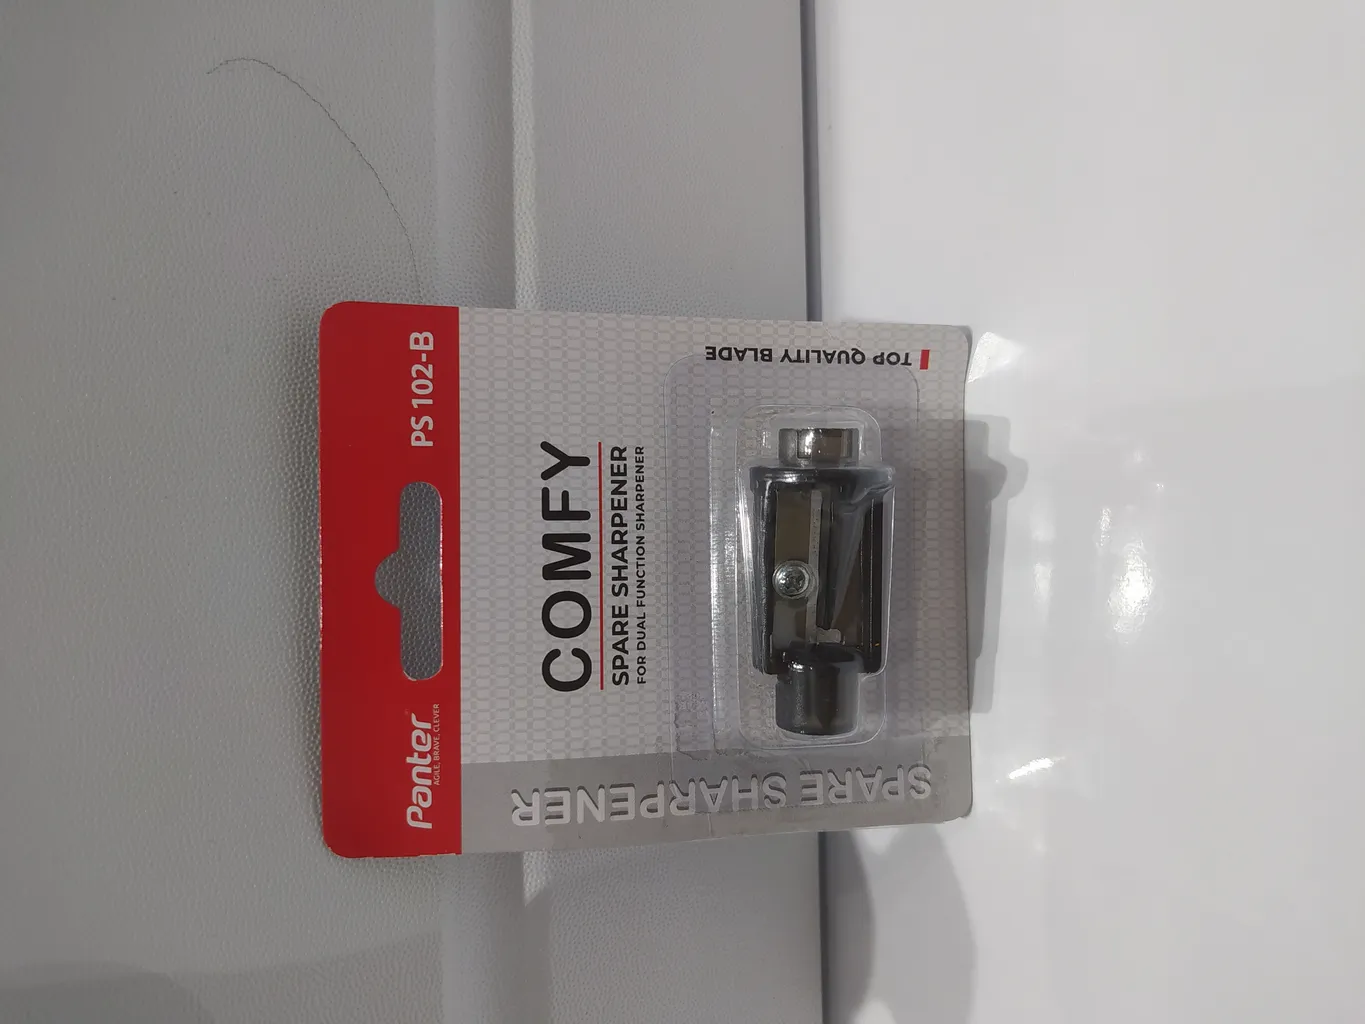 Panter
AGILE, BRAVE, CLEVER
PS 102-B
COMFY
SPARE SHARPENER
FOR DUAL FUNCTION SHARPENER
SPARE SHARPENER
TOP QUALITY BLADE